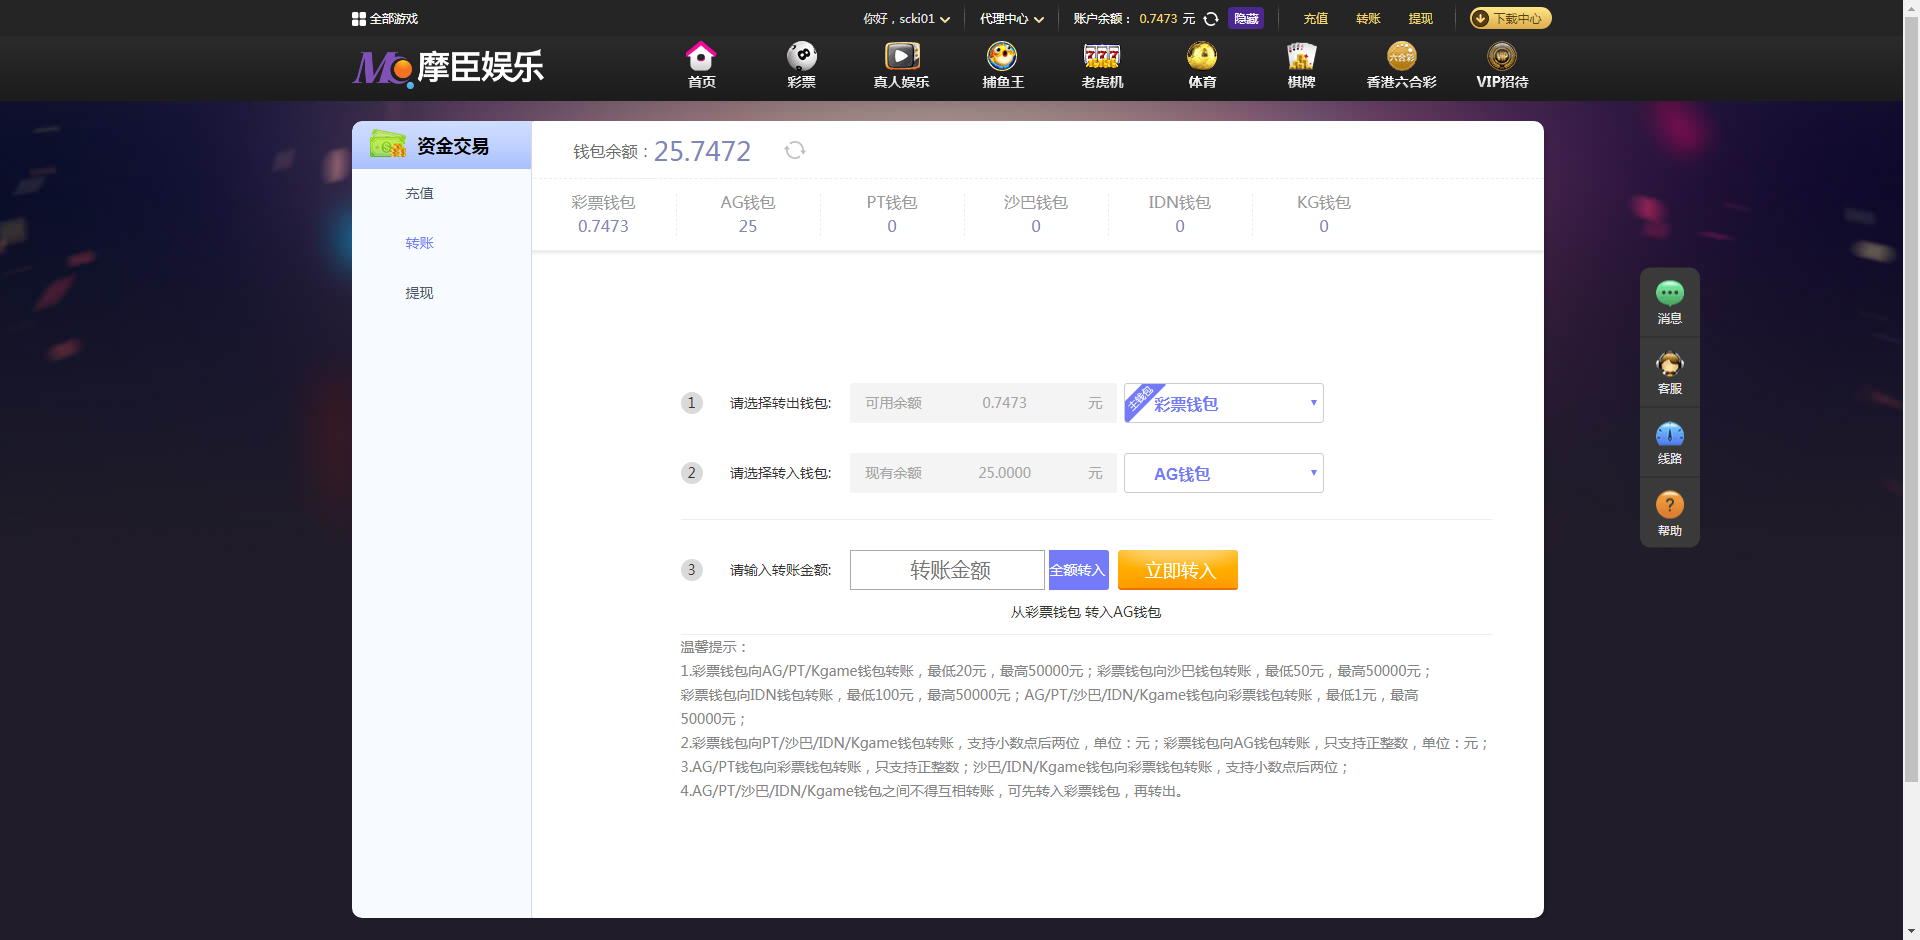 全部游戏
你好，scki01
代理中心
账户余额： 0.7473 元
隐藏
充值
转账
提现
下载中心
MC 摩臣娱乐
首页
彩票
真人娱乐
捕鱼王
老虎机
体育
棋牌
六合彩
香港六合彩
VIP
VIP招待
资金交易
充值
转账
提现
钱包余额：25.7472
彩票钱包
0.7473
AG钱包
25
PT钱包
0
沙巴钱包
0
IDN钱包
0
KG钱包
0
1 请选择转出钱包: 可用余额 0.7473 元 主钱包 彩票钱包
2 请选择转入钱包: 现有余额 25.0000 元 AG钱包
3 请输入转账金额: 转账金额 全额转入 立即转入
从彩票钱包 转入AG钱包
温馨提示：
1.彩票钱包向AG/PT/Kgame钱包转账，最低20元，最高50000元；彩票钱包向沙巴钱包转账，最低50元，最高50000元；
彩票钱包向IDN钱包转账，最低100元，最高50000元；AG/PT/沙巴/IDN/Kgame钱包向彩票钱包转账，最低1元，最高
50000元；
2.彩票钱包向PT/沙巴/IDN/Kgame钱包转账，支持小数点后两位，单位：元；彩票钱包向AG钱包转账，只支持正整数，单位：元；
3.AG/PT钱包向彩票钱包转账，只支持正整数；沙巴/IDN/Kgame钱包向彩票钱包转账，支持小数点后两位；
4.AG/PT/沙巴/IDN/Kgame钱包之间不得互相转账，可先转入彩票钱包，再转出。
消息
客服
线路
帮助